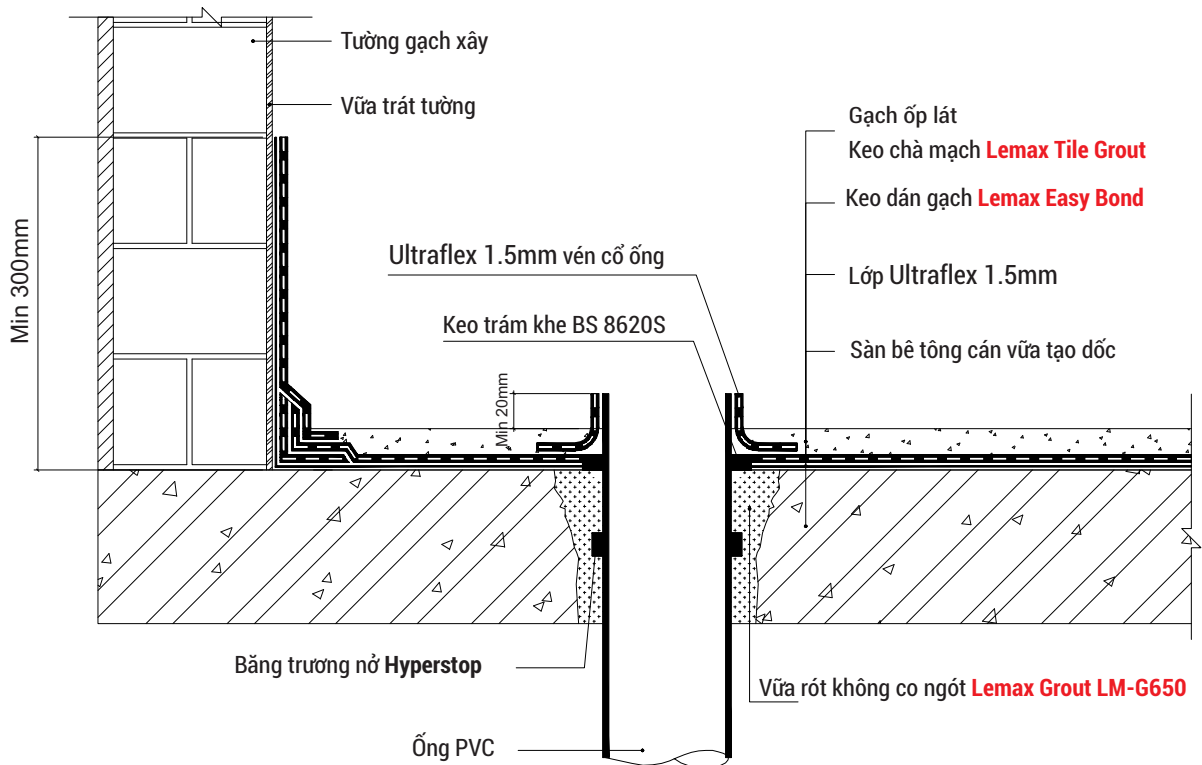 Tường gạch xây
Vữa trát tường
Gạch ốp lát
Keo chà mạch Lemax Tile Grout
Keo dán gạch Lemax Easy Bond
Ultraflex 1.5mm vén cổ ống
Lớp Ultraflex 1.5mm
Keo trám khe BS 8620S
Sàn bê tông cán vữa tạo dốc
Min 300mm
Min 20mm
Băng trương nở Hyperstop
Vữa rót không co ngót Lemax Grout LM-G650
Ống PVC